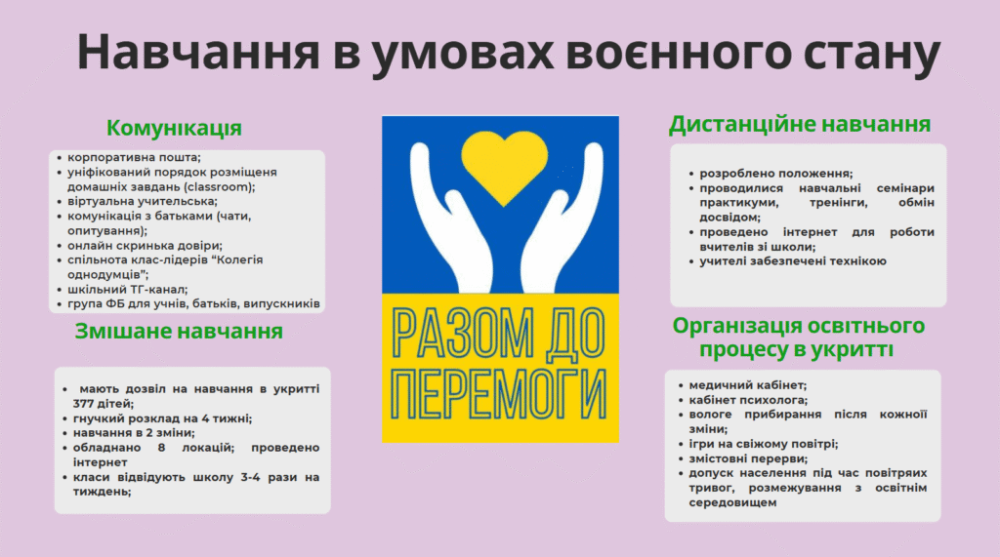 Навчання в умовах воєнного стану
Комунікація
• корпоративна пошта;
• уніфікований порядок розміщеня
домашніх завдань (classroom);
• віртуальна учительська;
• комунікація з батьками (чати,
опитування);
• онлайн скринька довіри;
• спільнота клас-лідерів “Колегія
однодумців”;
• шкільний ТГ-канал;
• група ФБ для учнів, батьків, випускників
Змішане навчання
• мають дозвіл на навчання в укритті
377 дітей;
• гнучкий розклад на 4 тижні;
• навчання в 2 зміни;
• обладнано 8 локацій; проведено
інтернет
• класи відвідують школу 3-4 рази на
тиждень;
РАЗОМ ДО
ПЕРЕМОГИ
Дистанційне навчання
• розроблено положення;
• проводилися навчальні семінари
практикуми, тренінги, обмін
досвідом;
• проведено інтернет для роботи
вчителів зі школи;
• учителі забезпечені технікою
Організація освітнього
процесу в укритті
• медичний кабінет;
• кабінет психолога;
• вологе прибирання після кожноїї
зміни;
• ігри на свіжому повітрі;
• змістовні перерви;
• допуск населення під час повітряих
тривог, розмежування з освітнім
середовищем